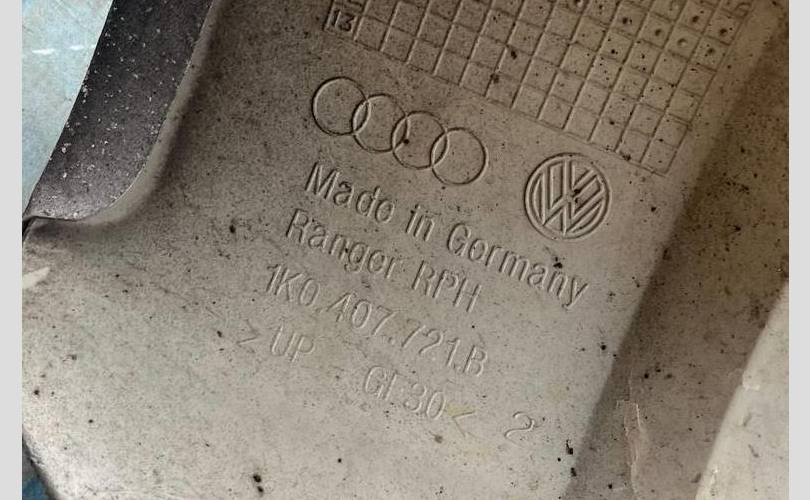 13
Made in Germany
Ranger RPH
1K0.407.721.B
>UP GF30< 2